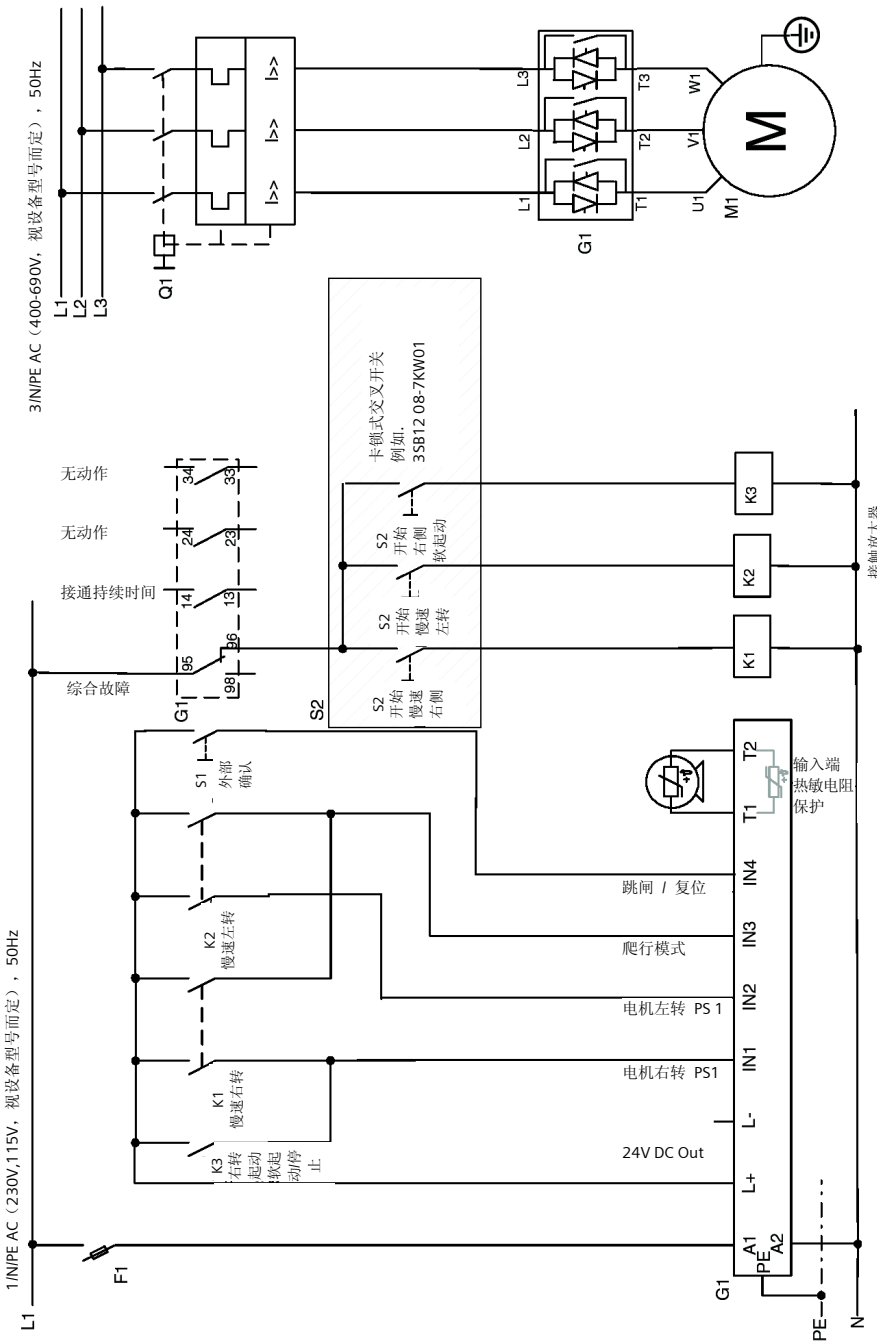 3/N/PE AC（400-690V，视设备型号而定），50Hz
L1
L2
L3
Q1
I>>
I>>
I>>
L1
L2
L3
G1
T1
T2
T3
U1
V1
W1
M1
M
1/N/PE AC（230V,115V，视设备型号而定），50Hz
L1
F1
综合故障
接通持续时间
无动作
无动作
G1
95
96
98
14
13
24
23
34
33
S2
卡锁式交叉开关
例如.
3SB12 08-7KW01
S2
开始
慢速
右侧
S2
开始
慢速
左转
S2
开始
右侧
软起动
K1
K2
K3
K3
右转
起动
软起
动/停
止
K1
慢速右转
K2
慢速左转
S1
外部
确认
24V DC Out
电机右转 PS1
电机左转 PS 1
爬行模式
跳闸 / 复位
G1
A1
PE
A2
L+
L-
IN1
IN2
IN3
IN4
T1
T2
+ϑ
+ϑ
输入端
热敏电阻
保护
PE
N
接触放大器